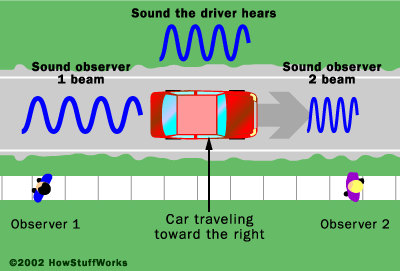 Sound the driver hears
Sound observer
1 beam
Sound observer
2 beam
Observer 1
Car traveling
toward the right
Observer 2
©2002 HowStuffWorks